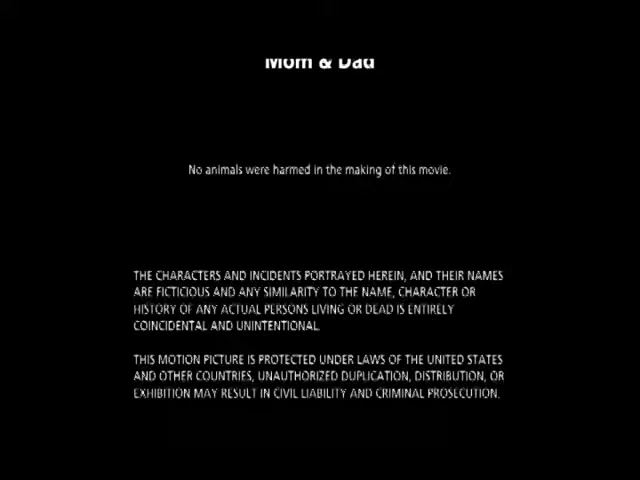 Mom & Dad
No animals were harmed in the making of this movie.
THE CHARACTERS AND INCIDENTS PORTRAYED HEREIN, AND THEIR NAMES
ARE FICTICIOUS AND ANY SIMILARITY TO THE NAME, CHARACTER OR
HISTORY OF ANY ACTUAL PERSONS LIVING OR DEAD IS ENTIRELY
COINCIDENTAL AND UNINTENTIONAL.
THIS MOTION PICTURE IS PROTECTED UNDER LAWS OF THE UNITED STATES
AND OTHER COUNTRIES, UNAUTHORIZED DUPLICATION, DISTRIBUTION, OR
EXHIBITION MAY RESULT IN CIVIL LIABILITY AND CRIMINAL PROSECUTION.